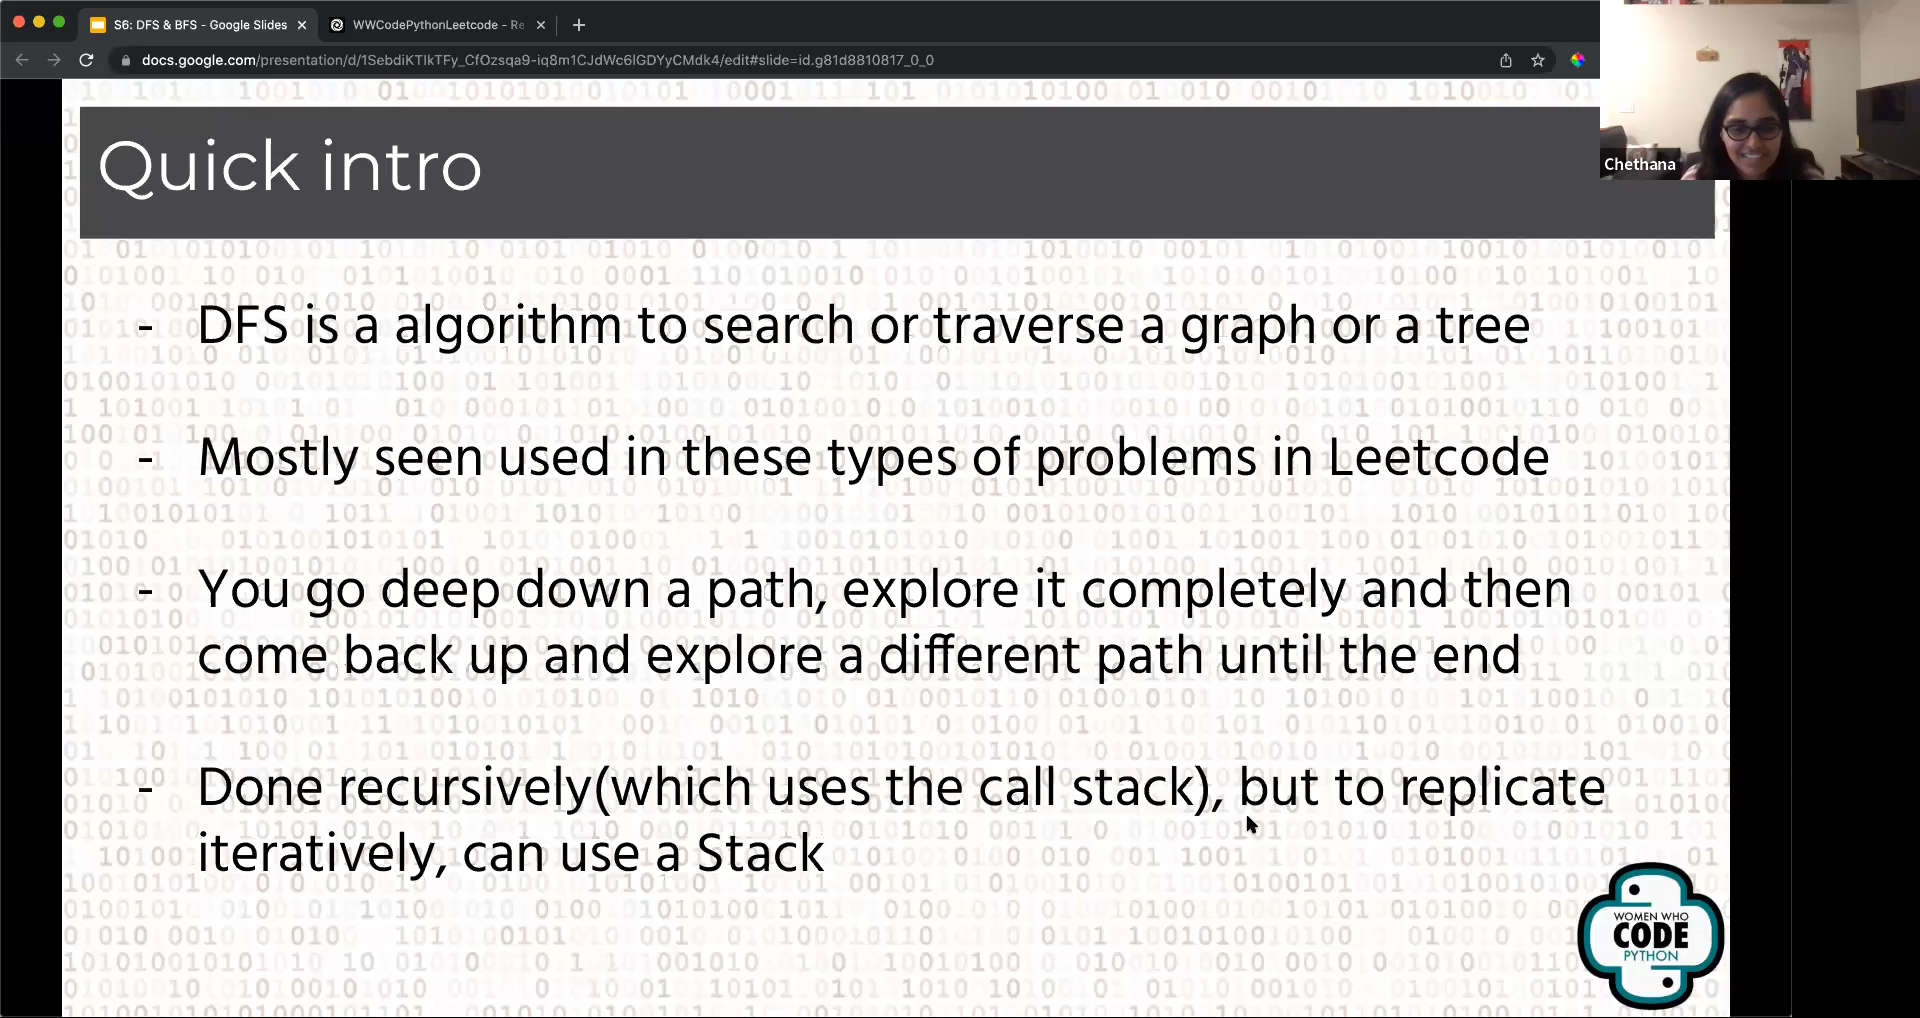 S6: DFS & BFS - Google Slides
WWCodePythonLeetcode - Re
docs.google.com/presentation/d/1SebdiKTIkTFy_CfOzsqa9-iq8m1CJdWc6lGDYyCMdk4/edit#slide=id.g81d8810817_0_0
Chethana
Quick intro
- DFS is a algorithm to search or traverse a graph or a tree
- Mostly seen used in these types of problems in Leetcode
- You go deep down a path, explore it completely and then
come back up and explore a different path until the end
- Done recursively(which uses the call stack), but to replicate
iteratively, can use a Stack
WOMEN WHO
CODE
PYTHON